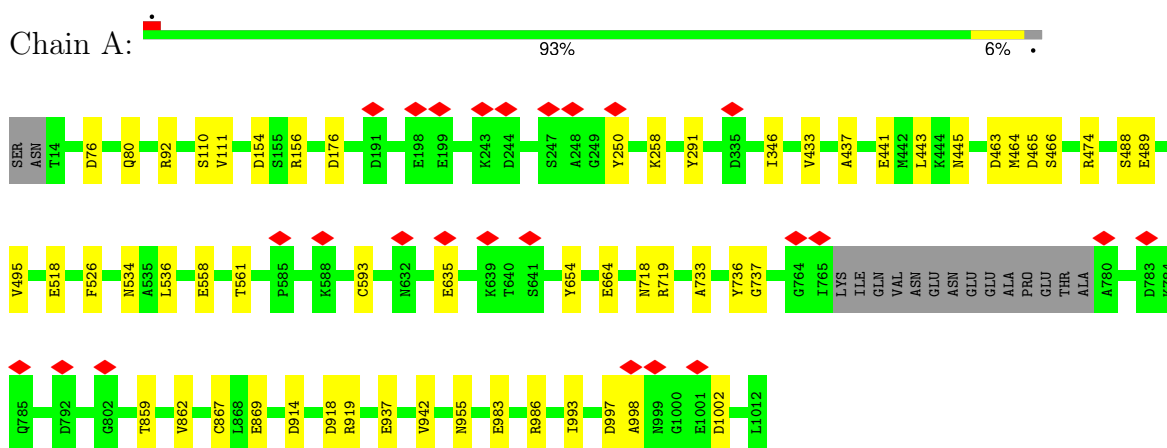 Chain A:
93% 6%
SER ASN T14 D76 Q80 R92 S110 V111 D154 S155 R156 D176 D191 E198 E199 K243 D244 S247 A248 G249 Y250 K258 Y291 D335 I346 V433 A437 E441 M442 L443 K444 N445 D463 M464 D465 S466 R474 S488 E489
V495 E518 F526 N534 A535 L536 E558 T561 P585 K588 C593 N632 E635 K639 T640 S641 Y654 E664 N718 R719 A733 Y736 G737 G764 I765 LYS ILE GLN VAL ASN GLU ASN GLU GLU ALA PRO GLU THR ALA A780 D783 K784
Q785 D792 G802 T859 V862 C867 L868 E869 D914 D918 R919 E937 V942 N955 E983 R986 I993 D997 A998 N999 G1000 E1001 D1002 L1012